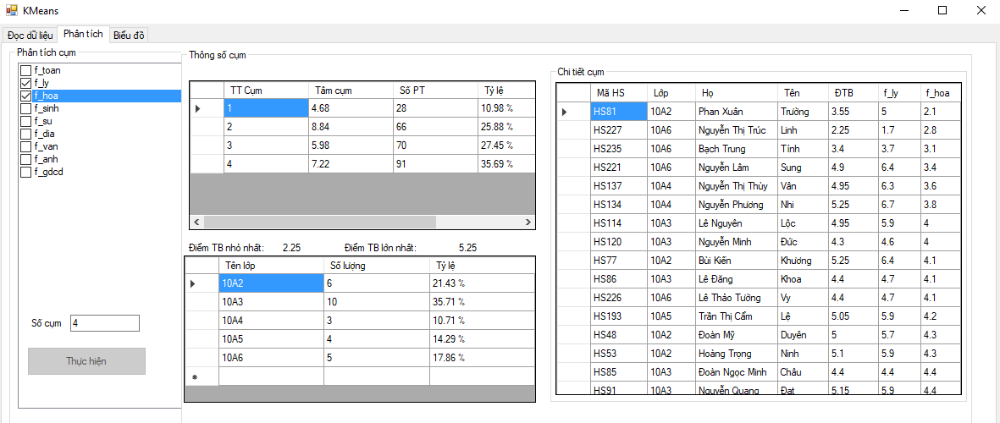 KMeans
Đọc dữ liệu Phân tích Biểu đồ
Phân tích cụm
f_toan
f_ly
f_hoa
f_sinh
f_su
f_dia
f_van
f_anh
f_gdcd
Số cụm 4
Thực hiện
Thông số cụm
TT Cụm Tâm cụm Số PT Tỷ lệ
1 4.68 28 10.98 %
2 8.84 66 25.88 %
3 5.98 70 27.45 %
4 7.22 91 35.69 %
Điểm TB nhỏ nhất: 2.25 Điểm TB lớn nhất: 5.25
Tên lớp Số lượng Tỷ lệ
10A2 6 21.43 %
10A3 10 35.71 %
10A4 3 10.71 %
10A5 4 14.29 %
10A6 5 17.86 %
Chi tiết cụm
Mã HS Lớp Họ Tên ĐTB f_ly f_hoa
HS81 10A2 Phan Xuân Trường 3.55 5 2.1
HS227 10A6 Nguyễn Thị Trúc Linh 2.25 1.7 2.8
HS235 10A6 Bạch Trung Tính 3.4 3.7 3.1
HS221 10A6 Nguyễn Lâm Sung 4.9 6.4 3.4
HS137 10A4 Nguyễn Thị Thùy Vân 4.95 6.3 3.6
HS134 10A4 Nguyễn Phương Nhi 5.25 6.7 3.8
HS114 10A3 Lê Nguyên Lộc 4.95 5.9 4
HS120 10A3 Nguyễn Minh Đức 4.3 4.6 4
HS77 10A2 Bùi Kiến Khương 5.25 6.4 4.1
HS86 10A3 Lê Đăng Khoa 4.4 4.7 4.1
HS226 10A6 Lê Thảo Tường Vy 4.4 4.7 4.1
HS193 10A5 Trần Thị Cẩm Lệ 5.05 5.9 4.2
HS48 10A2 Đoàn Mỹ Duyên 5 5.7 4.3
HS53 10A2 Hoàng Trọng Ninh 5.1 5.9 4.3
HS85 10A3 Đoàn Ngọc Minh Châu 4.4 4.4 4.4
HS91 10A3 Nguyễn Quang Đạt 5.15 5.9 4.4